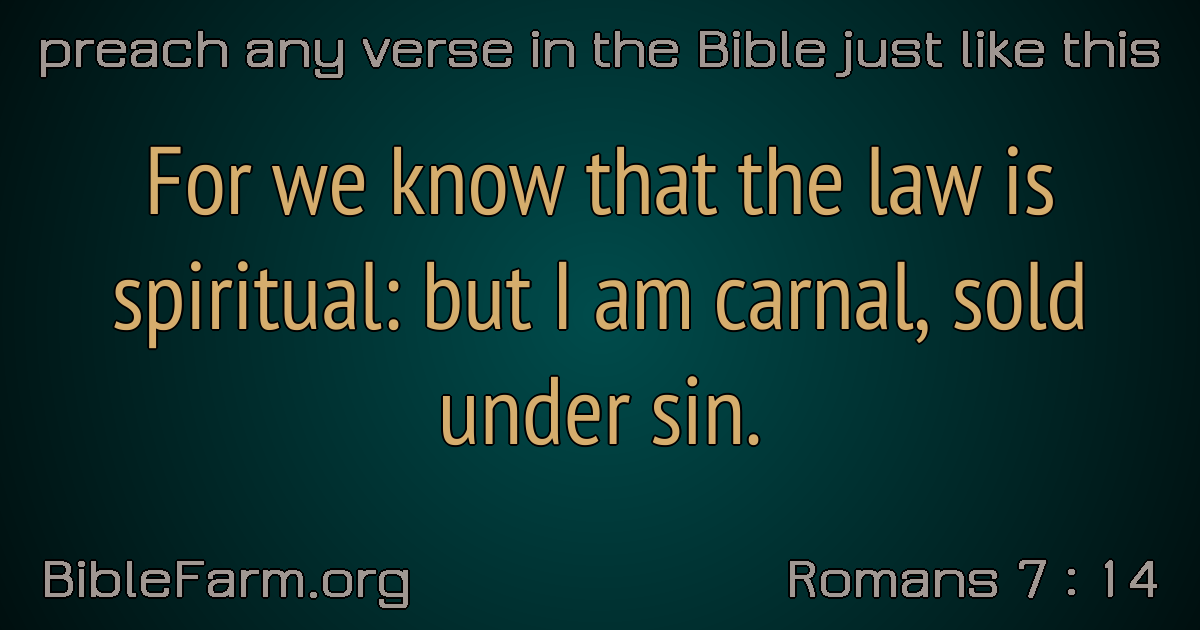 preach any verse in the Bible just like this
For we know that the law is
spiritual: but I am carnal, sold
under sin.
BibleFarm.org
Romans 7 : 14